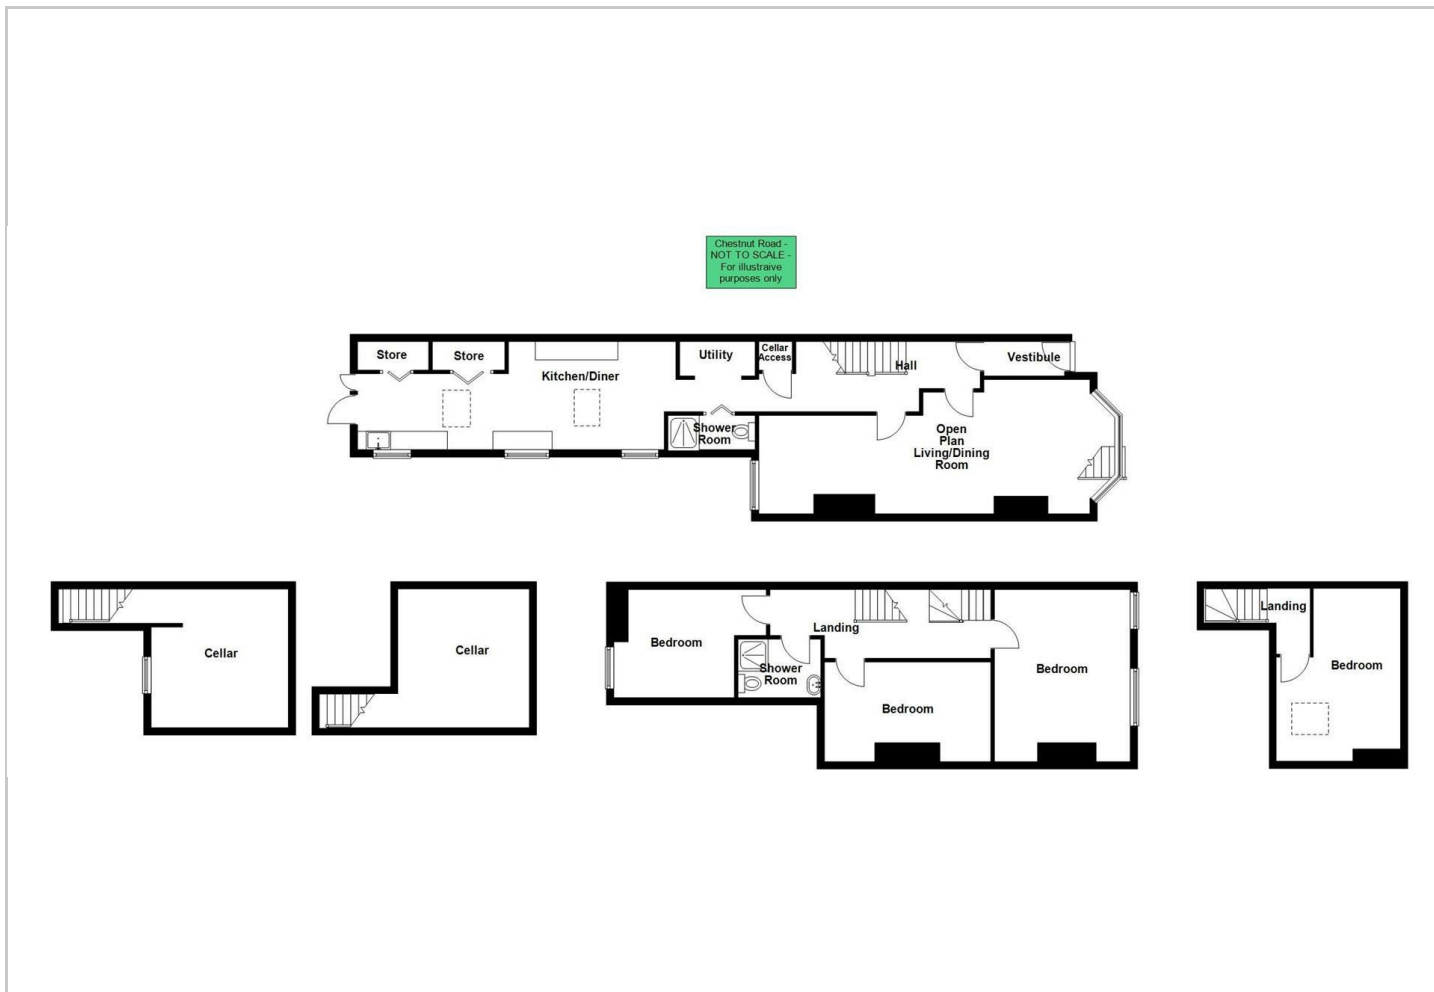 Chestnut Road -
NOT TO SCALE -
For illustraive
purposes only
Store
Store
Kitchen/Diner
Utility
Cellar
Access
Hall
Vestibule
Shower
Room
Open
Plan
Living/Dining
Room
Cellar
Cellar
Bedroom
Landing
Shower
Room
Bedroom
Bedroom
Landing
Bedroom